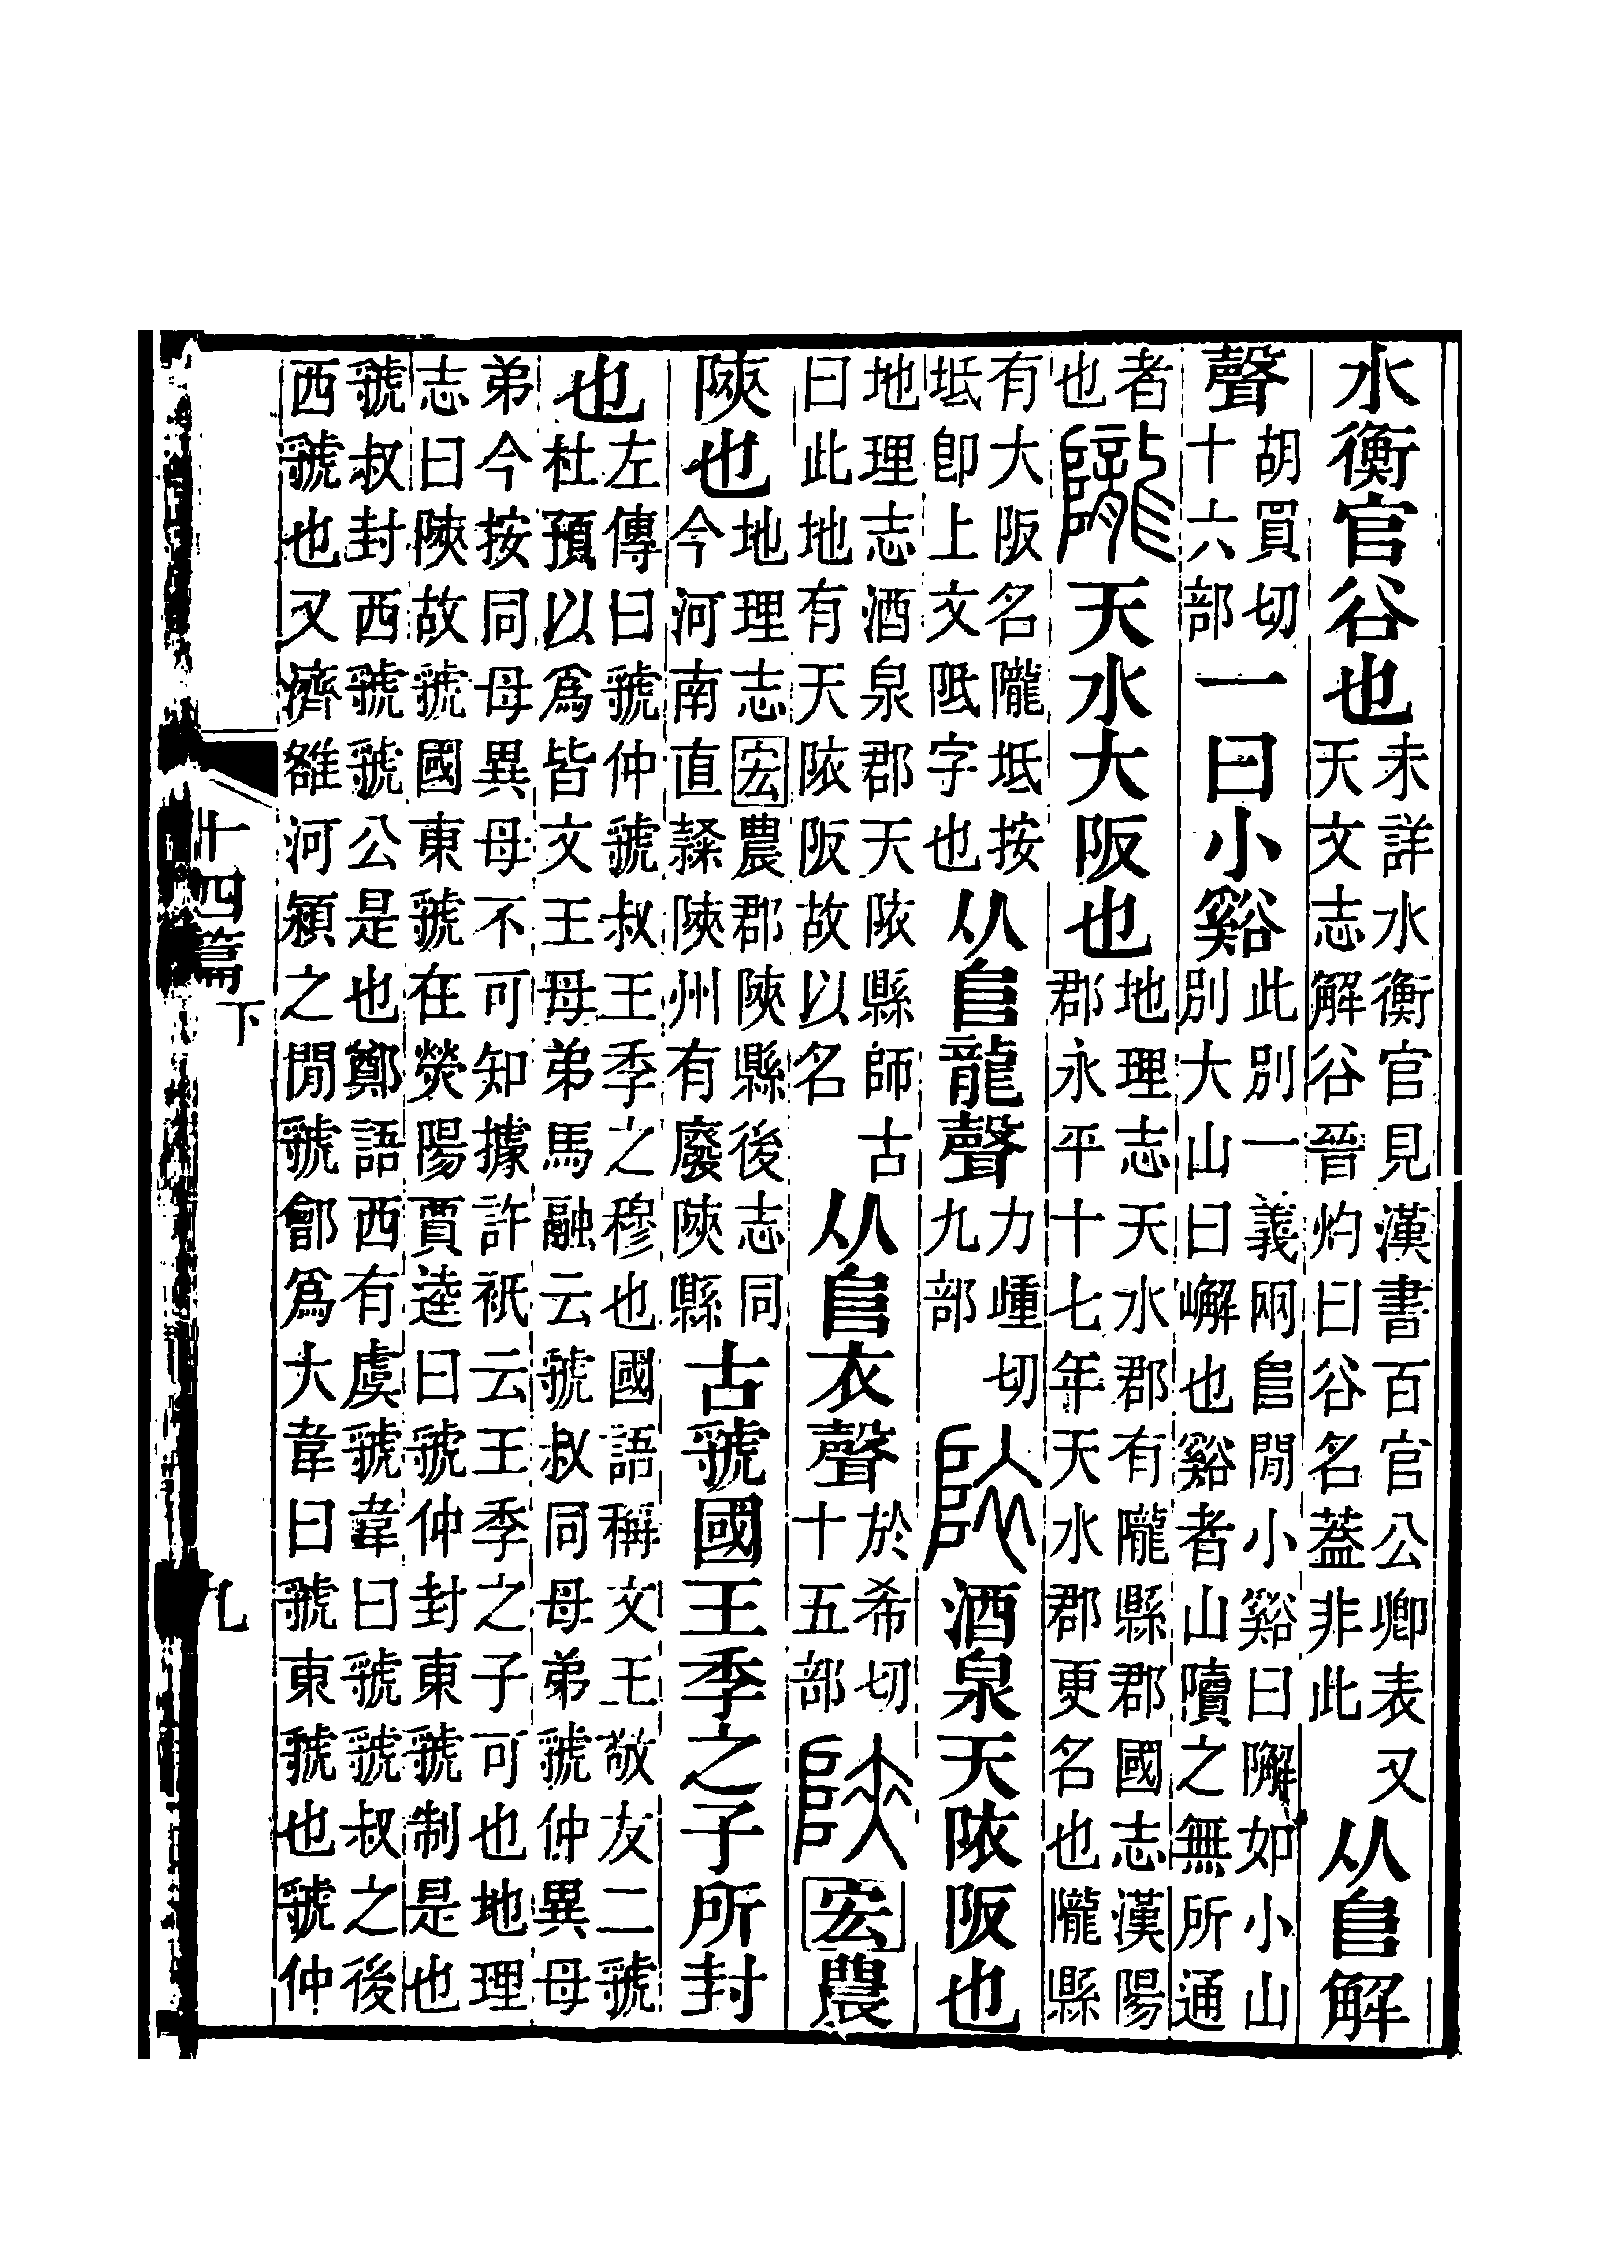 水衡官谷也未詳水衡官見漢書百官公卿表又天文志解谷晉灼曰谷名蓋非此从𨸏解
聲胡買切十六部一曰小谿此別一義网𨸏閒小谿曰𨼬如小山別大山曰嶰也谿者山隫之無所通
者也隴天水大阪也地理志天水郡有隴縣郡國志漢陽郡永平十七年天水郡更名也隴縣
有大阪名隴坻按坻卽上文阺字也从𨸏龍聲力歱切九部䧇酒泉天䧇阪也
地理志酒泉郡天䧇縣師古曰此地有天䧇阪故以名从𨸏衣聲於希切十五部陝宏農
陝也地理志宏農郡陝縣後志同今河南直隸陝州有廢陝縣古虢國王季之子所封
也左傳曰虢仲虢叔王季之穆也國語稱文王敬友二虢杜預以爲皆文王母弟馬融云虢叔同母弟虢仲異母
弟今按同母異母不可知據許衹云王季之子可也地理志曰陝故虢國東虢在熒陽賈逵曰虢仲封東虢制是也
虢叔封西虢虢公是也鄭語西有虞虢韋曰虢虢叔之後西虢也又濟雒河潁之閒虢鄶爲大韋曰虢東虢也虢仲
十四篇下 九